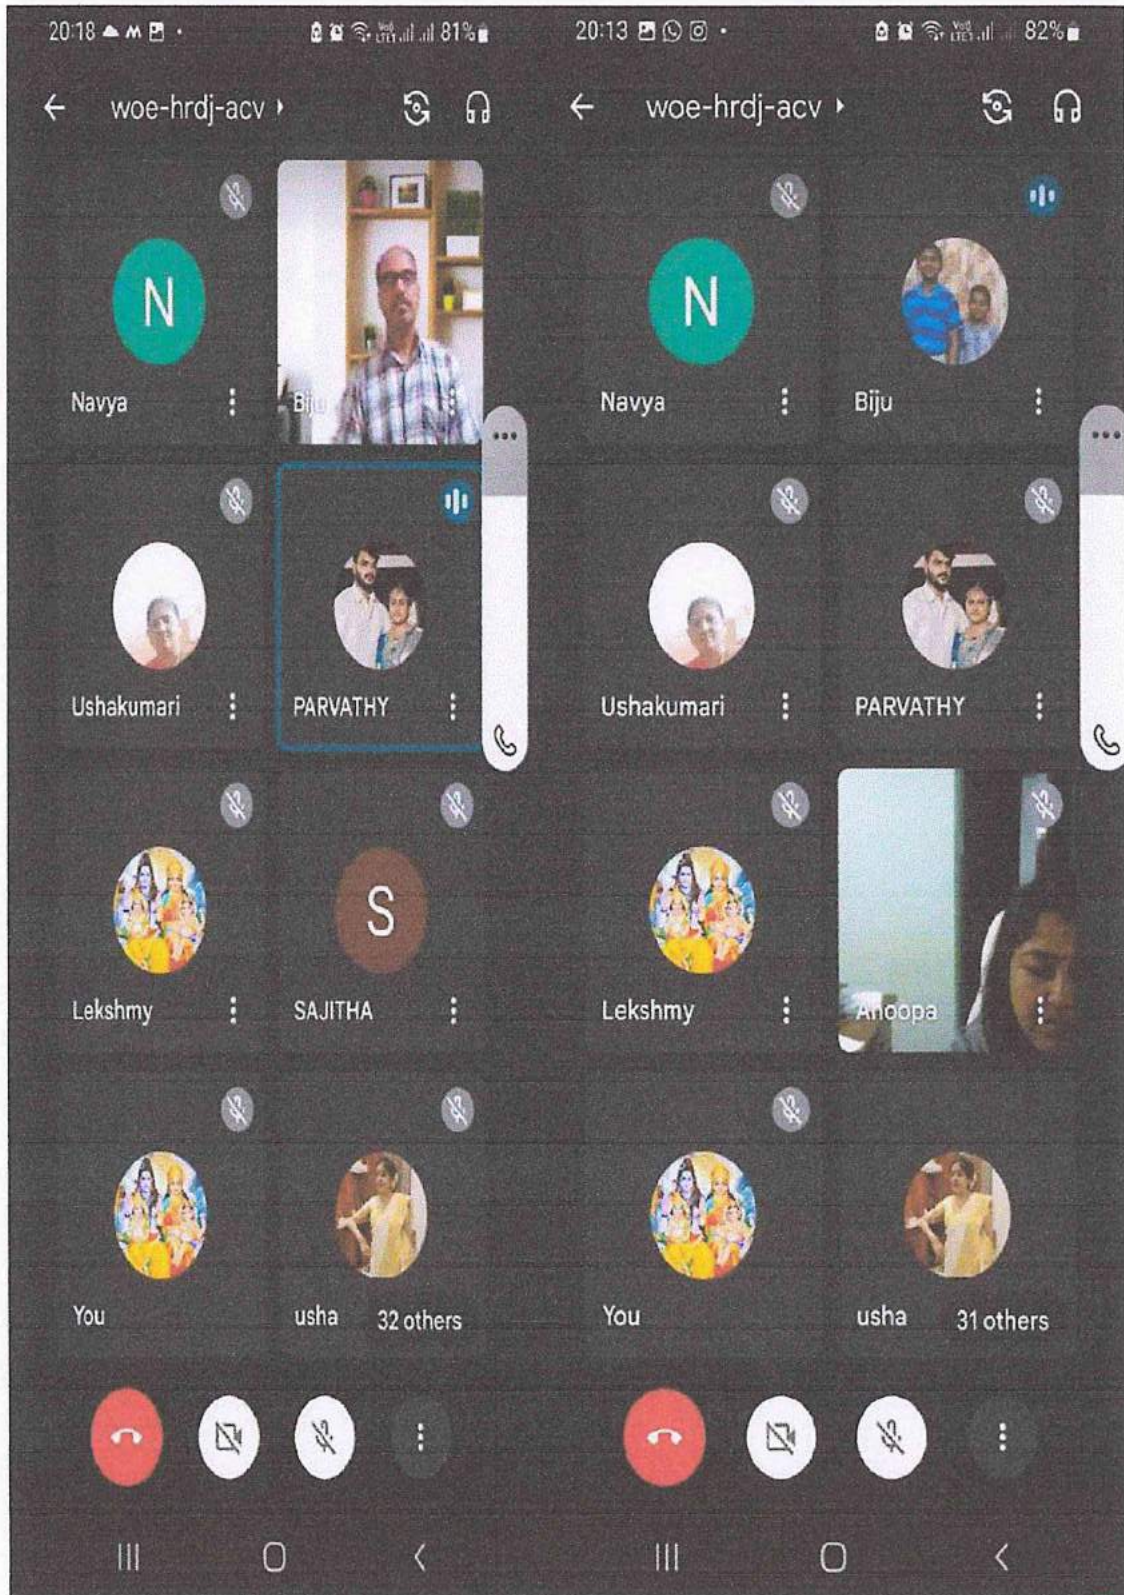 20:18 81%
woe-hrdj-acv
N
Navya
Biju
Ushakumari
PARVATHY
Lekshmy
S
SAJITHA
You
usha 32 others
20:13 82%
woe-hrdj-acv
N
Navya
Biju
Ushakumari
PARVATHY
Lekshmy
Anoopa
You
usha 31 others